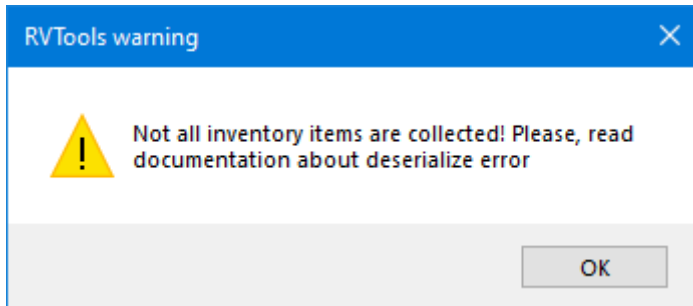 RVTools warning
Not all inventory items are collected! Please, read
documentation about deserialize error
OK